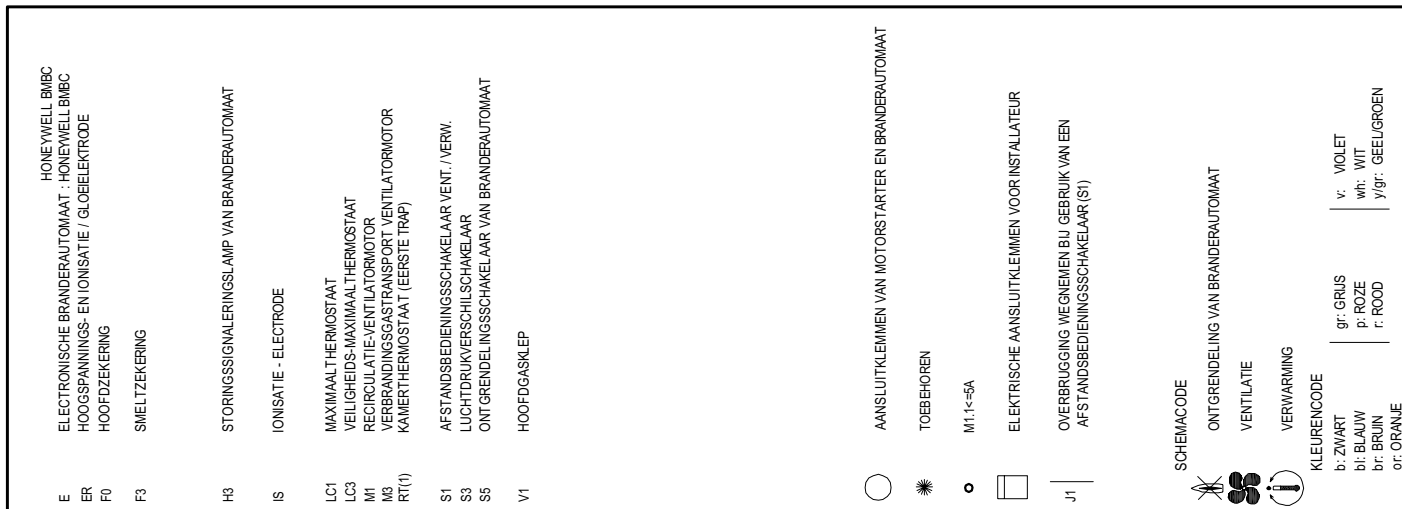 HONEYWELL BMBC
E ELECTRONISCHE BRANDERAUTOMAAT : HONEYWELL BMBC
ER HOOGSPANNINGS- EN IONISATIE / GLOEIELEKTRODE
F0 HOOFDZEKERING
F3 SMELTZEKERING
H3 STORINGSSIGNALERINGSLAMP VAN BRANDERAUTOMAAT
IS IONISATIE - ELECTRODE
LC1 MAXIMAALTHERMOSTAAT
LC3 VEILIGHEIDS-MAXIMAALTHERMOSTAAT
M1 RECIRCULATIE-VENTILATORMOTOR
M3 VERBRANDINGSGASTRANSPORT VENTILATORMOTOR
RT(1) KAMERTHERMOSTAAT (EERSTE TRAP)
S1 AFSTANDSBEDIENINGSSCHAKELAAR VENT. / VERW.
S3 LUCHTDRUKVERSCHILSCHAKELAAR
S5 ONTGRENDELINGSSCHAKELAAR VAN BRANDERAUTOMAAT
V1 HOOFDGASKLEP
AANSLUITKLEMMEN VAN MOTORSTARTER EN BRANDERAUTOMAAT
TOEBEHOREN
M1.1<=5A
ELEKTRISCHE AANSLUITKLEMMEN VOOR INSTALLATEUR
J1 OVERBRUGGING WEGNEMEN BIJ GEBRUIK VAN EEN
AFSTANDSBEDIENINGSSCHAKELAAR (S1)
SCHEMACODE
ONTGRENDELING VAN BRANDERAUTOMAAT
VENTILATIE
VERWARMING
KLEURENCODE
b: ZWART gr: GRIJS v: VIOLET
bl: BLAUW p: ROZE wh: WIT
br: BRUIN r: ROOD y/gr: GEEL/GROEN
or: ORANJE